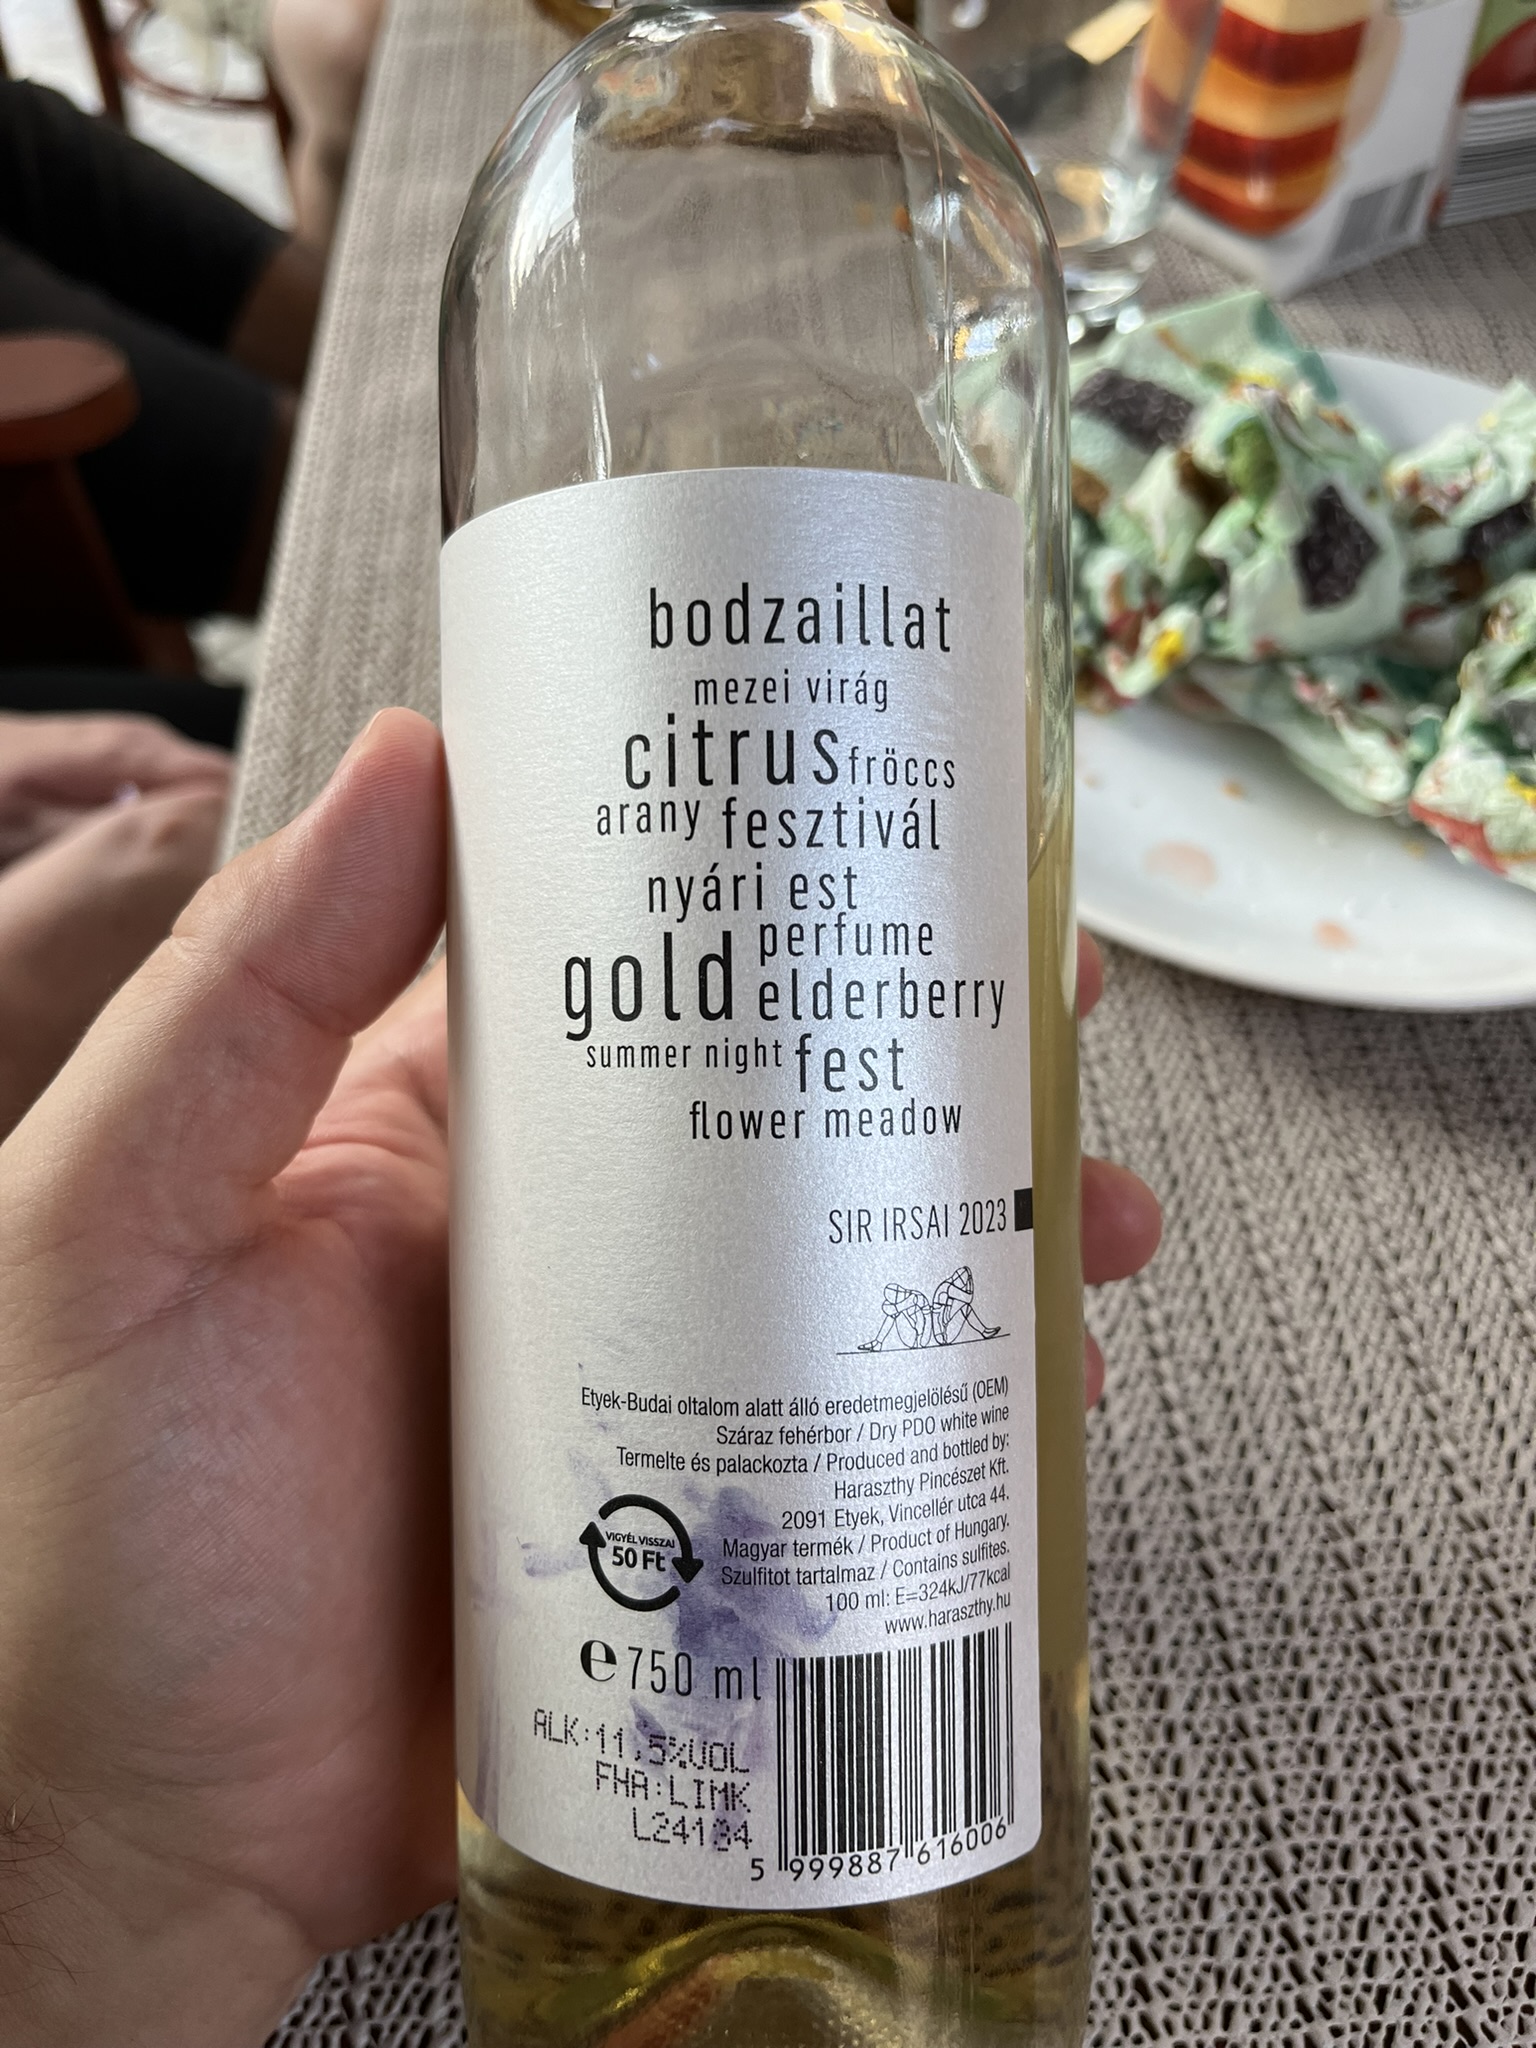 bodzaillat
mezei virág
citrus fröccs
arany fesztivál
nyári est
gold perfume
elderberry
summer night fest
flower meadow
SIR IRSAI 2023
Etyek-Budai oltalom alatt álló eredetmegjelölésű (OEM)
Száraz fehérbor / Dry PDO white wine
Termelte és palackozta / Produced and bottled by:
Haraszthy Pincészet Kft.
2091 Etyek, Vincellér utca 44.
Magyar termék / Product of Hungary.
Szulfitot tartalmaz / Contains sulfites.
100 ml: E=324kJ/77kcal
www.haraszthy.hu
VIGYÉL VISSZA!
50 Ft
e 750 ml
ALK:11,5%VOL
FHA:LIMK
L24184
5 999887 616006